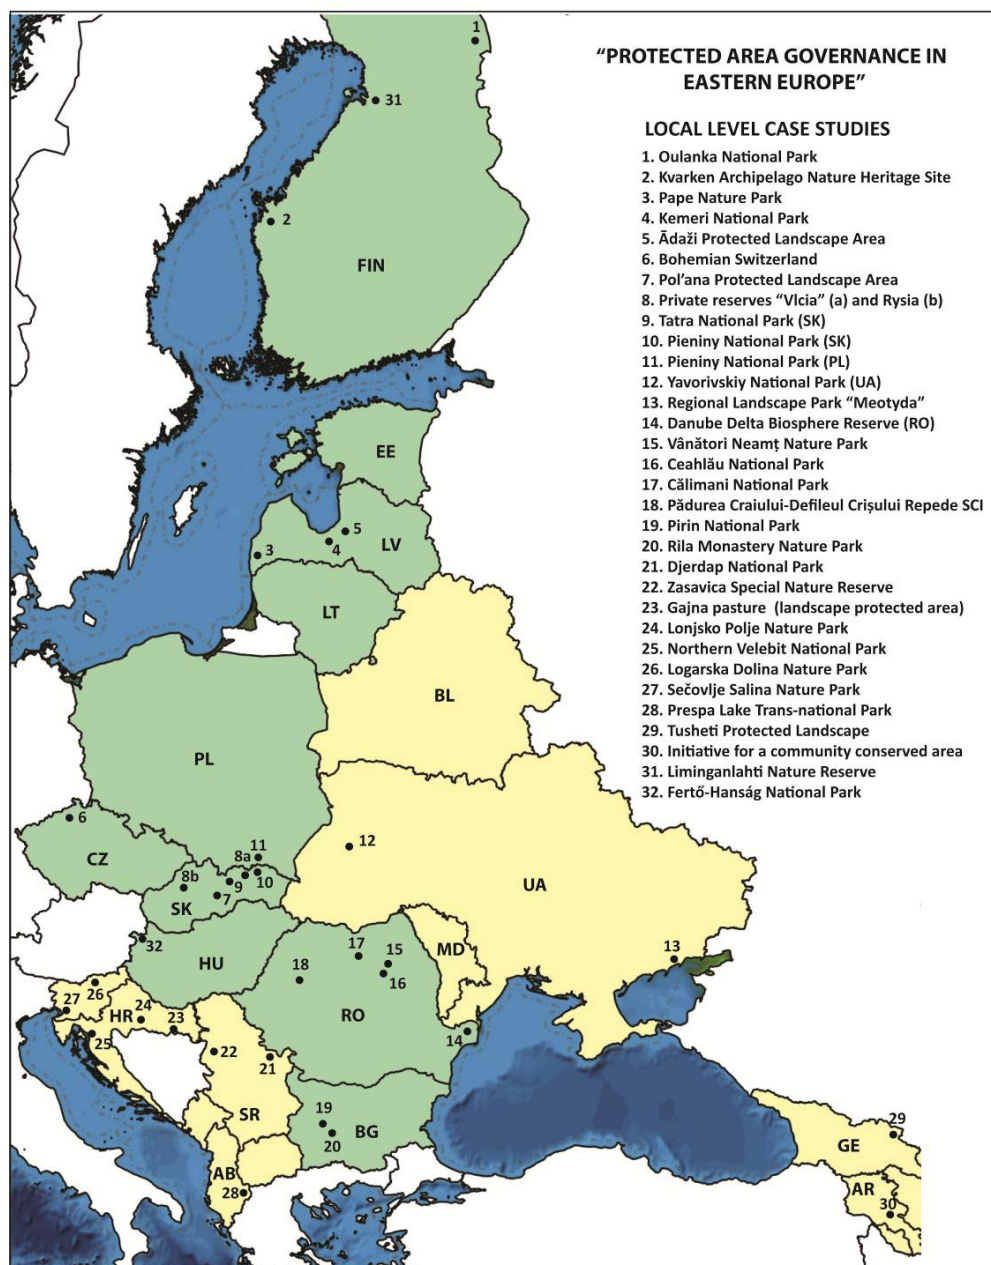 “PROTECTED AREA GOVERNANCE IN
EASTERN EUROPE”
LOCAL LEVEL CASE STUDIES
1. Oulanka National Park
2. Kvarken Archipelago Nature Heritage Site
3. Pape Nature Park
4. Kemeri National Park
5. Ādaži Protected Landscape Area
6. Bohemian Switzerland
7. Pol’ana Protected Landscape Area
8. Private reserves “Vlcia” (a) and Rysia (b)
9. Tatra National Park (SK)
10. Pieniny National Park (SK)
11. Pieniny National Park (PL)
12. Yavorivskiy National Park (UA)
13. Regional Landscape Park “Meotyda”
14. Danube Delta Biosphere Reserve (RO)
15. Vânători Neamț Nature Park
16. Ceahlău National Park
17. Călimani National Park
18. Pădurea Craiului-Defileul Crișului Repede SCI
19. Pirin National Park
20. Rila Monastery Nature Park
21. Djerdap National Park
22. Zasavica Special Nature Reserve
23. Gajna pasture (landscape protected area)
24. Lonjsko Polje Nature Park
25. Northern Velebit National Park
26. Logarska Dolina Nature Park
27. Sečovlje Salina Nature Park
28. Prespa Lake Trans-national Park
29. Tusheti Protected Landscape
30. Initiative for a community conserved area
31. Liminganlahti Nature Reserve
32. Fertő-Hanság National Park
1
31
2
FIN
EE
5
4
LV
3
LT
BL
PL
6
12
11
8a
CZ
10
8b
9
7
SK
UA
32
17
15
MD
13
HU
18
16
26
27
24
HR
23
RO
14
25
22
21
19
SR
20
BG
29
GE
AB
28
AR
30